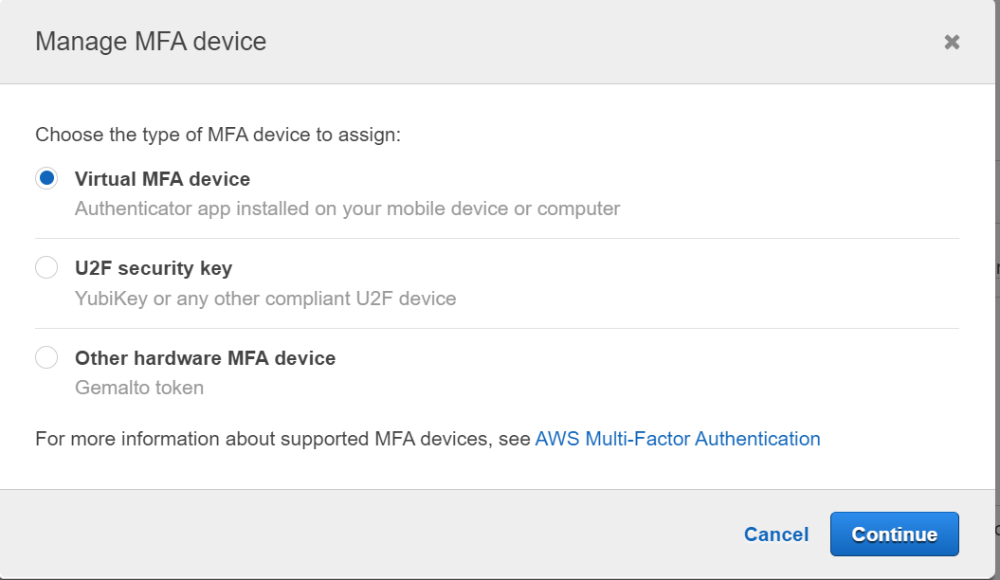 Manage MFA device
Choose the type of MFA device to assign:
Virtual MFA device
Authenticator app installed on your mobile device or computer
U2F security key
YubiKey or any other compliant U2F device
Other hardware MFA device
Gemalto token
For more information about supported MFA devices, see AWS Multi-Factor Authentication
Cancel Continue